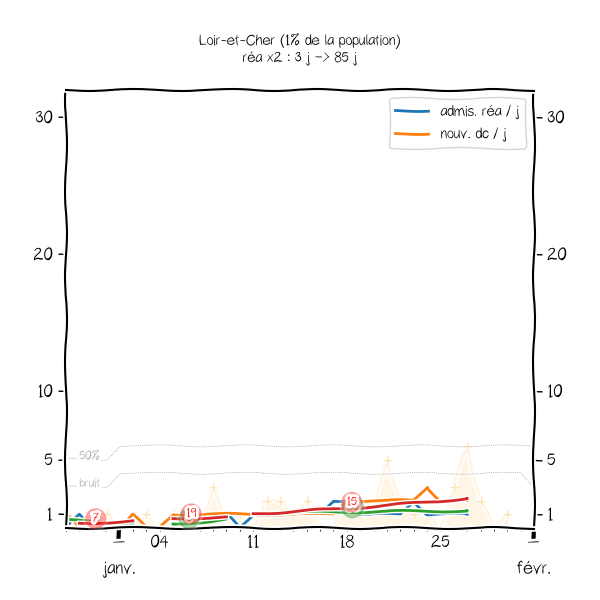 Loir-et-Cher (1% de la population)
réa x2 : 3 j -> 85 j
admis. réa / j
nouv. dc / j
30
30
20
20
10
10
50%
5
5
bruit
1
7
19
15
1
04
11
18
25
janv.
févr.